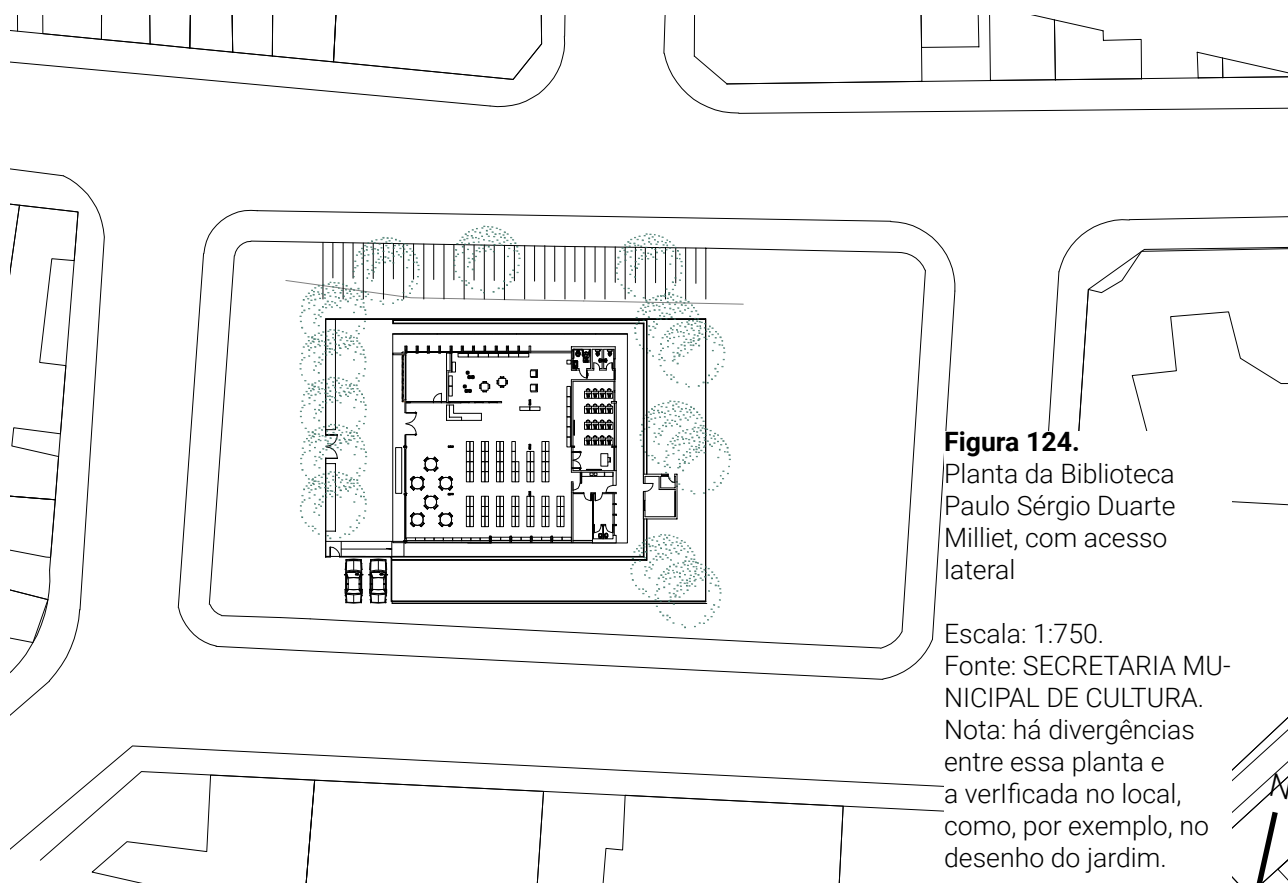 Figura 124.
Planta da Biblioteca
Paulo Sérgio Duarte
Milliet, com acesso
lateral
Escala: 1:750.
Fonte: SECRETARIA MU-
NICIPAL DE CULTURA.
Nota: há divergências
entre essa planta e
a verIficada no local,
como, por exemplo, no
desenho do jardim.
N